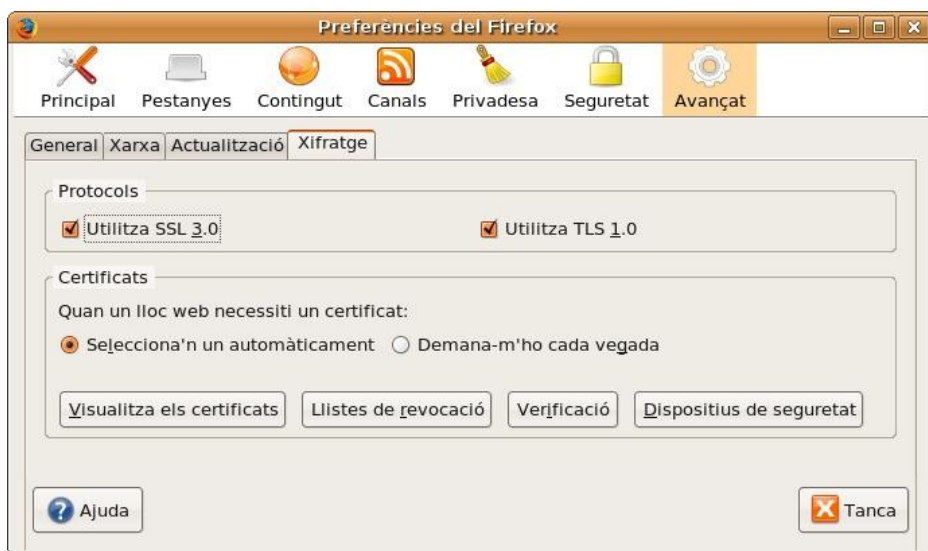 Preferències del Firefox
Principal Pestanyes Contingut Canals Privadesa Seguretat Avançat
General Xarxa Actualització Xifratge
Protocols
Utilitza SSL 3.0 Utilitza TLS 1.0
Certificats
Quan un lloc web necessiti un certificat:
Selecciona'n un automàticament Demana-m'ho cada vegada
Visualitza els certificats Llistes de revocació Verificació Dispositius de seguretat
Ajuda Tanca